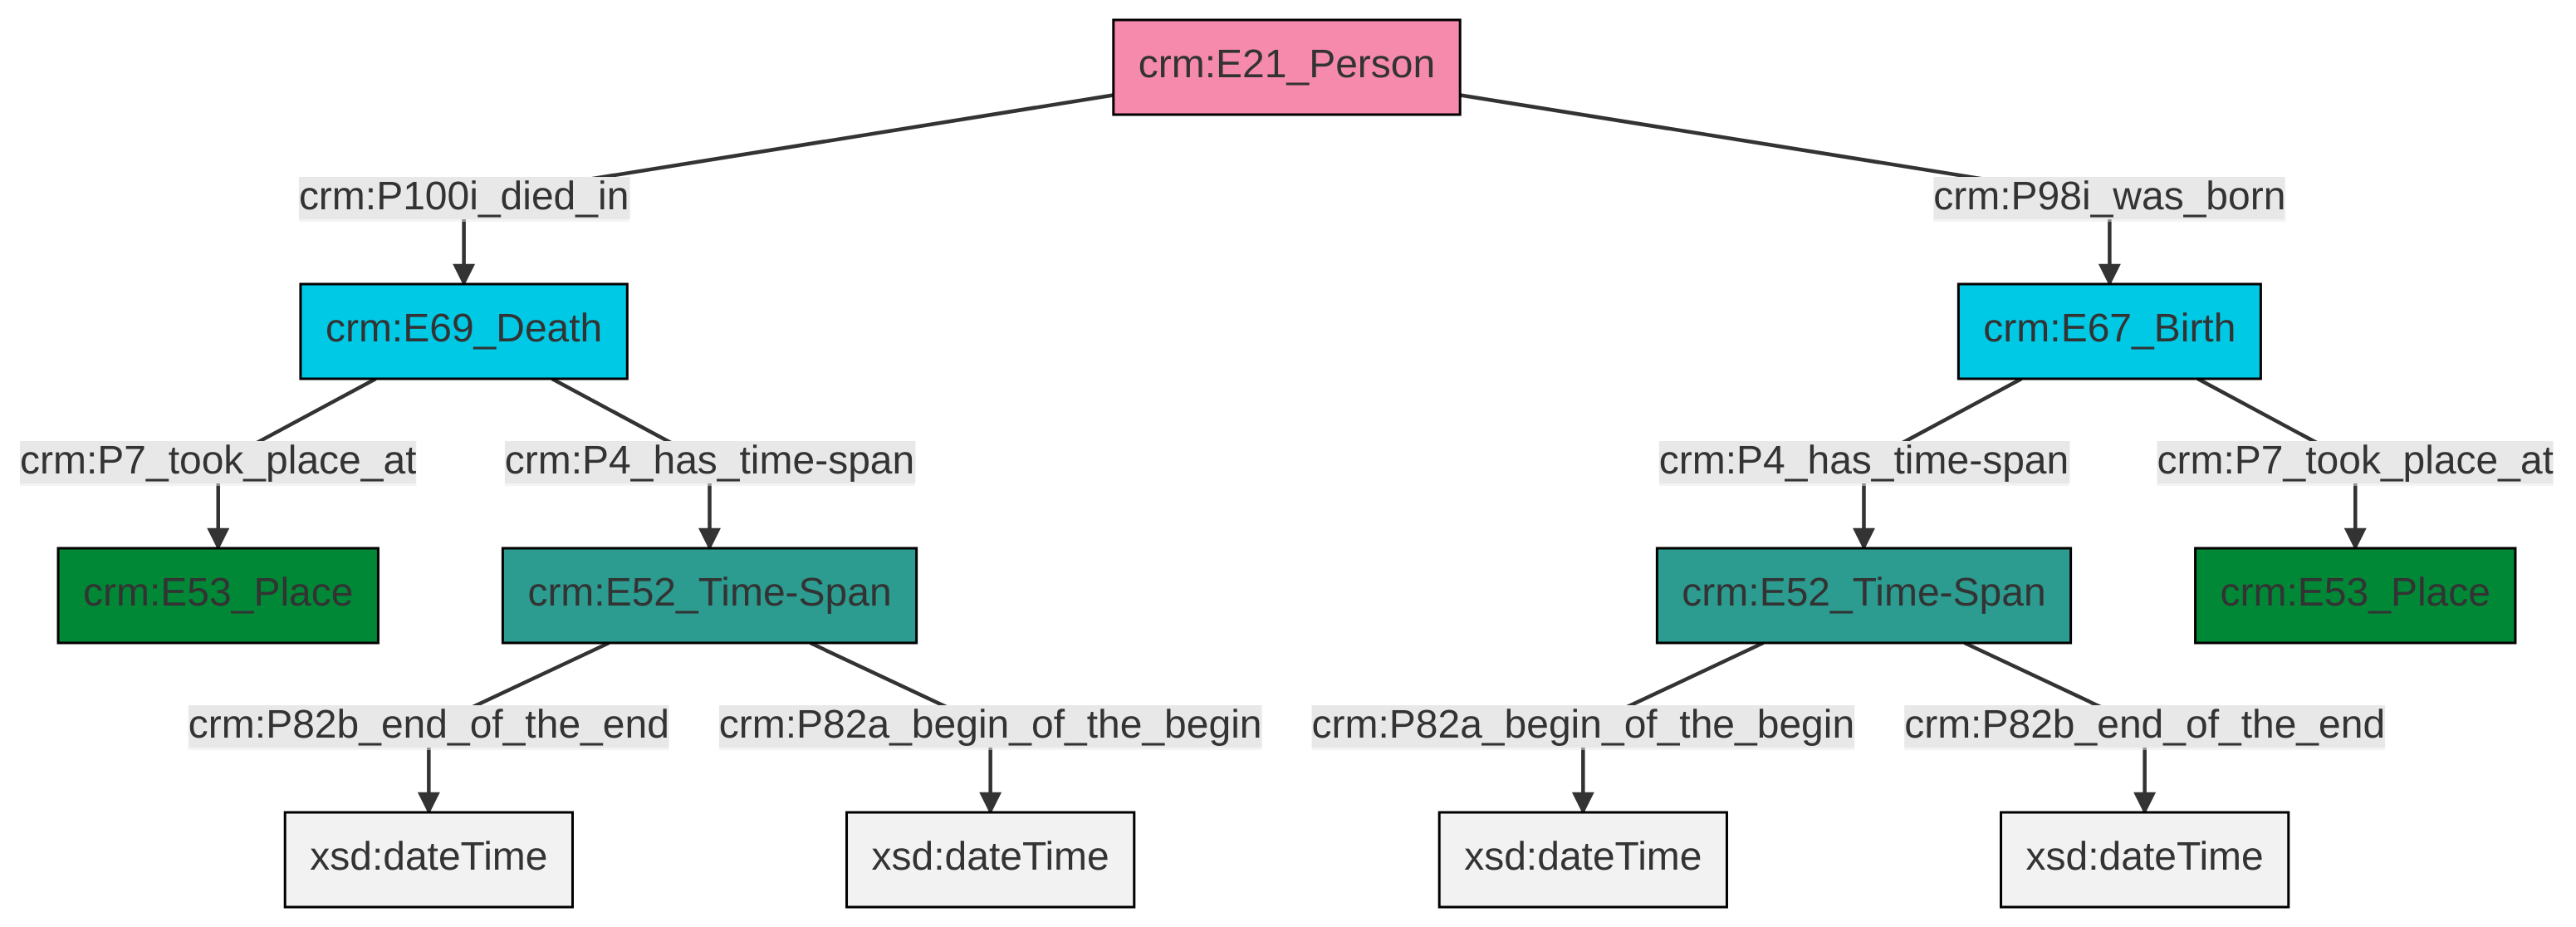 crm:E21_Person
crm:P100i_died_in
crm:P98i_was_born
crm:E69_Death
crm:E67_Birth
crm:P7_took_place_at
crm:P4_has_time-span
crm:P4_has_time-span
crm:P7_took_place_at
crm:E53_Place
crm:E52_Time-Span
crm:E52_Time-Span
crm:E53_Place
crm:P82b_end_of_the_end
crm:P82a_begin_of_the_begin
crm:P82a_begin_of_the_begin
crm:P82b_end_of_the_end
xsd:dateTime
xsd:dateTime
xsd:dateTime
xsd:dateTime